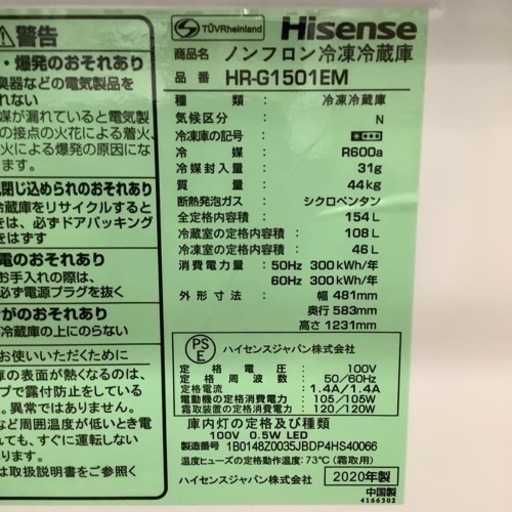 警告
・爆発のおそれあり
臭器などの電気製品を
媒が漏れていると電気製
の接点の火花による着火
による爆発の原因に
閉じ込められのおそれあり
冷蔵庫をリサイクルすると
は、必ずドアパッキング
をはずす
電のおそれあり
お手入れの際は、
必ず電源プラグを抜く
がのおそれあり
冷蔵庫の上にのらない
お使いいただくために
庫の表面が熱くなるのは、
プで露付防止をしている
。異常ではありません。
など周囲温度が低いとき
ても、すぐに運転しない
ではありません。
は取扱説明書をご参照く
TÜVRheinland
Hisense
商品名 ノンフロン冷凍冷蔵庫
品番 HR-G1501EM
種類: 冷凍冷蔵庫
気候区分 N
冷凍庫の記号
冷媒 R600a
冷媒封入量 31g
質量: 44kg
断熱発泡ガス シクロペンタン
全定格内容積: 154L
冷蔵室の定格内容積: 108L
冷凍室の定格内容積: 46L
消費電力量: 50Hz 300kWh/年
60Hz 300kWh/年
外形寸法: 幅 481mm
奥行 583mm
高さ 1231mm
PSE
ハイセンスジャパン株式会社
定格電圧: 100V
定格周波数: 50/60Hz
定格電流: 1.4A/1.4A
電動機の定格消費電力: 105/105W
霜取装置の定格消費電力: 120/120W
庫内灯の定格及び種類
100V 0.5W LED
製造番号: 1B0148Z0035JBDP4HS40066
温度ヒューズの定格動作温度:73℃(霜取用)
ハイセンスジャパン株式会社
2020年製
中国製
4166302